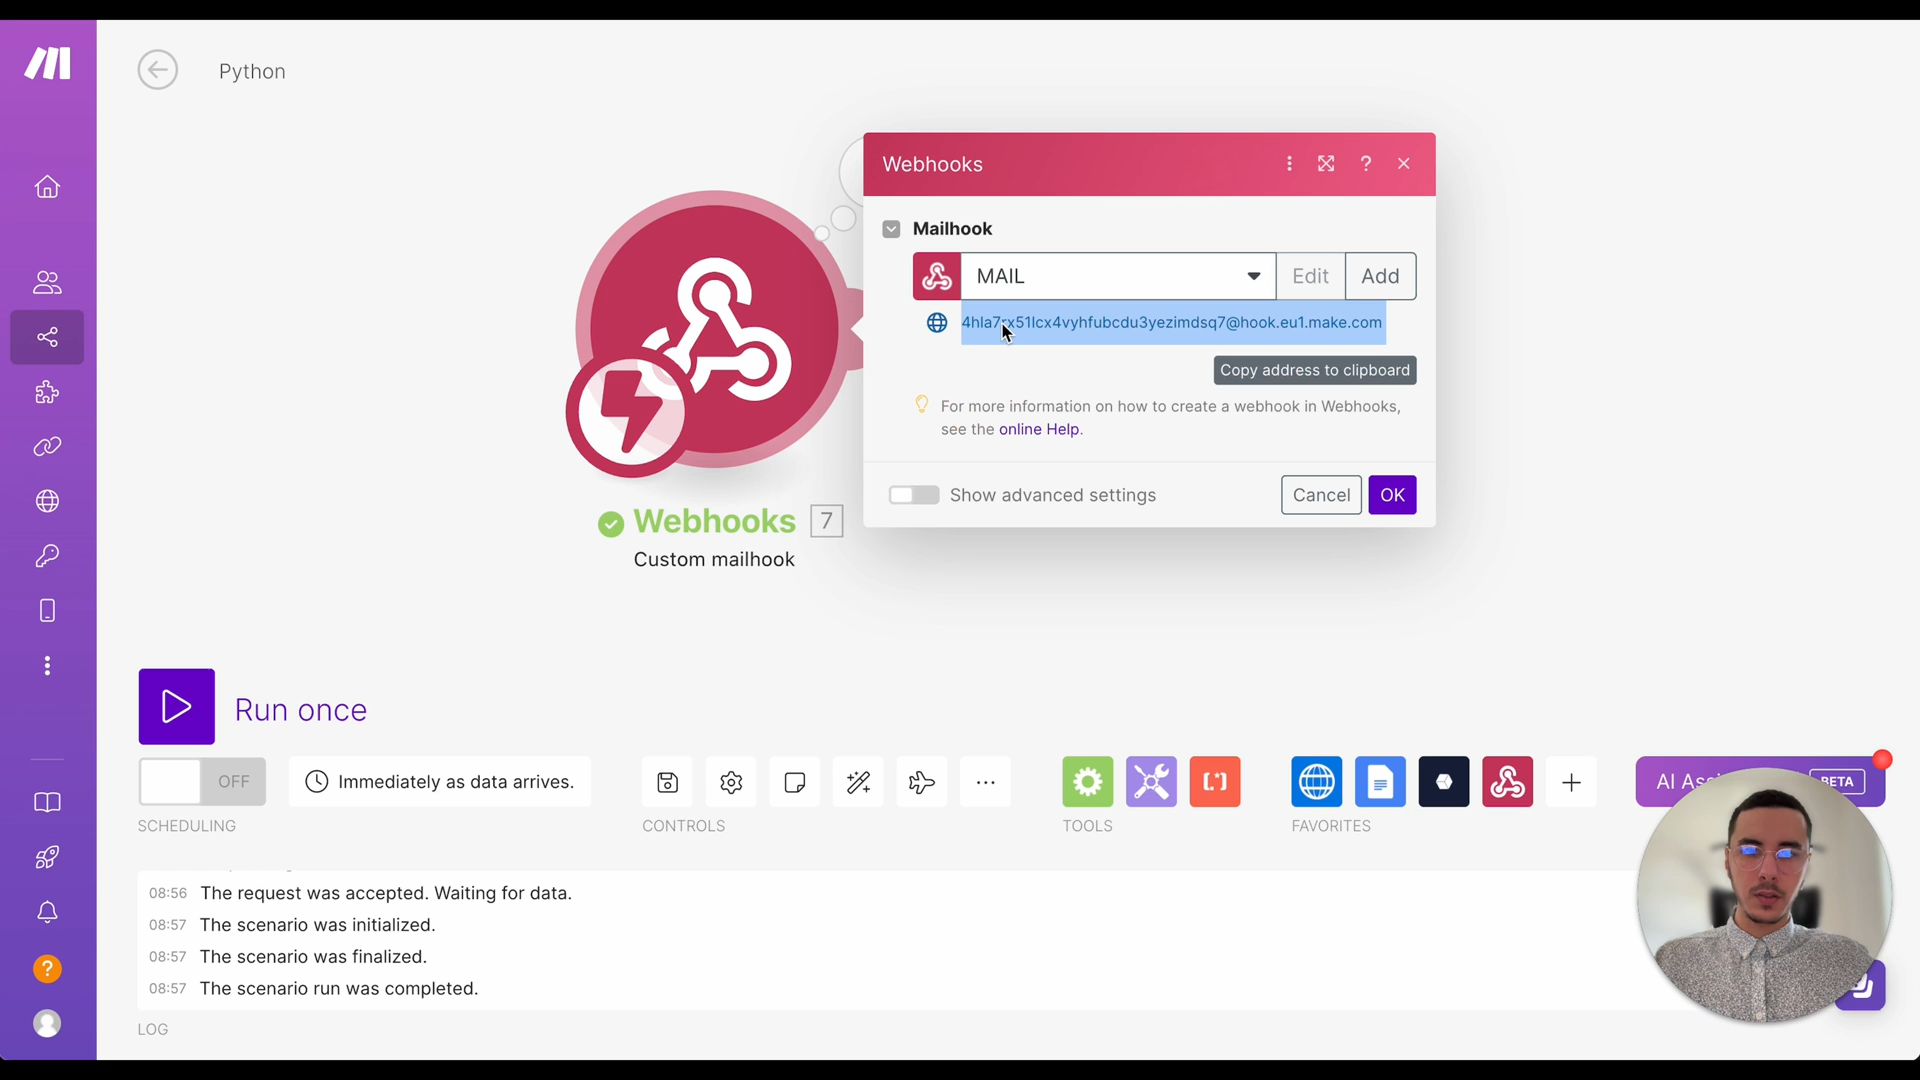 Python
Webhooks
?
Mailhook
MAIL
Edit
Add
4hla7rx51lcx4vyhfubcdu3yezimdsq7@hook.eu1.make.com
Copy address to clipboard
For more information on how to create a webhook in Webhooks,
see the online Help.
Show advanced settings
Cancel
OK
Webhooks
7
Custom mailhook
Run once
OFF
Immediately as data arrives.
BETA
SCHEDULING
CONTROLS
TOOLS
FAVORITES
08:56 The request was accepted. Waiting for data.
08:57 The scenario was initialized.
08:57 The scenario was finalized.
08:57 The scenario run was completed.
?
LOG